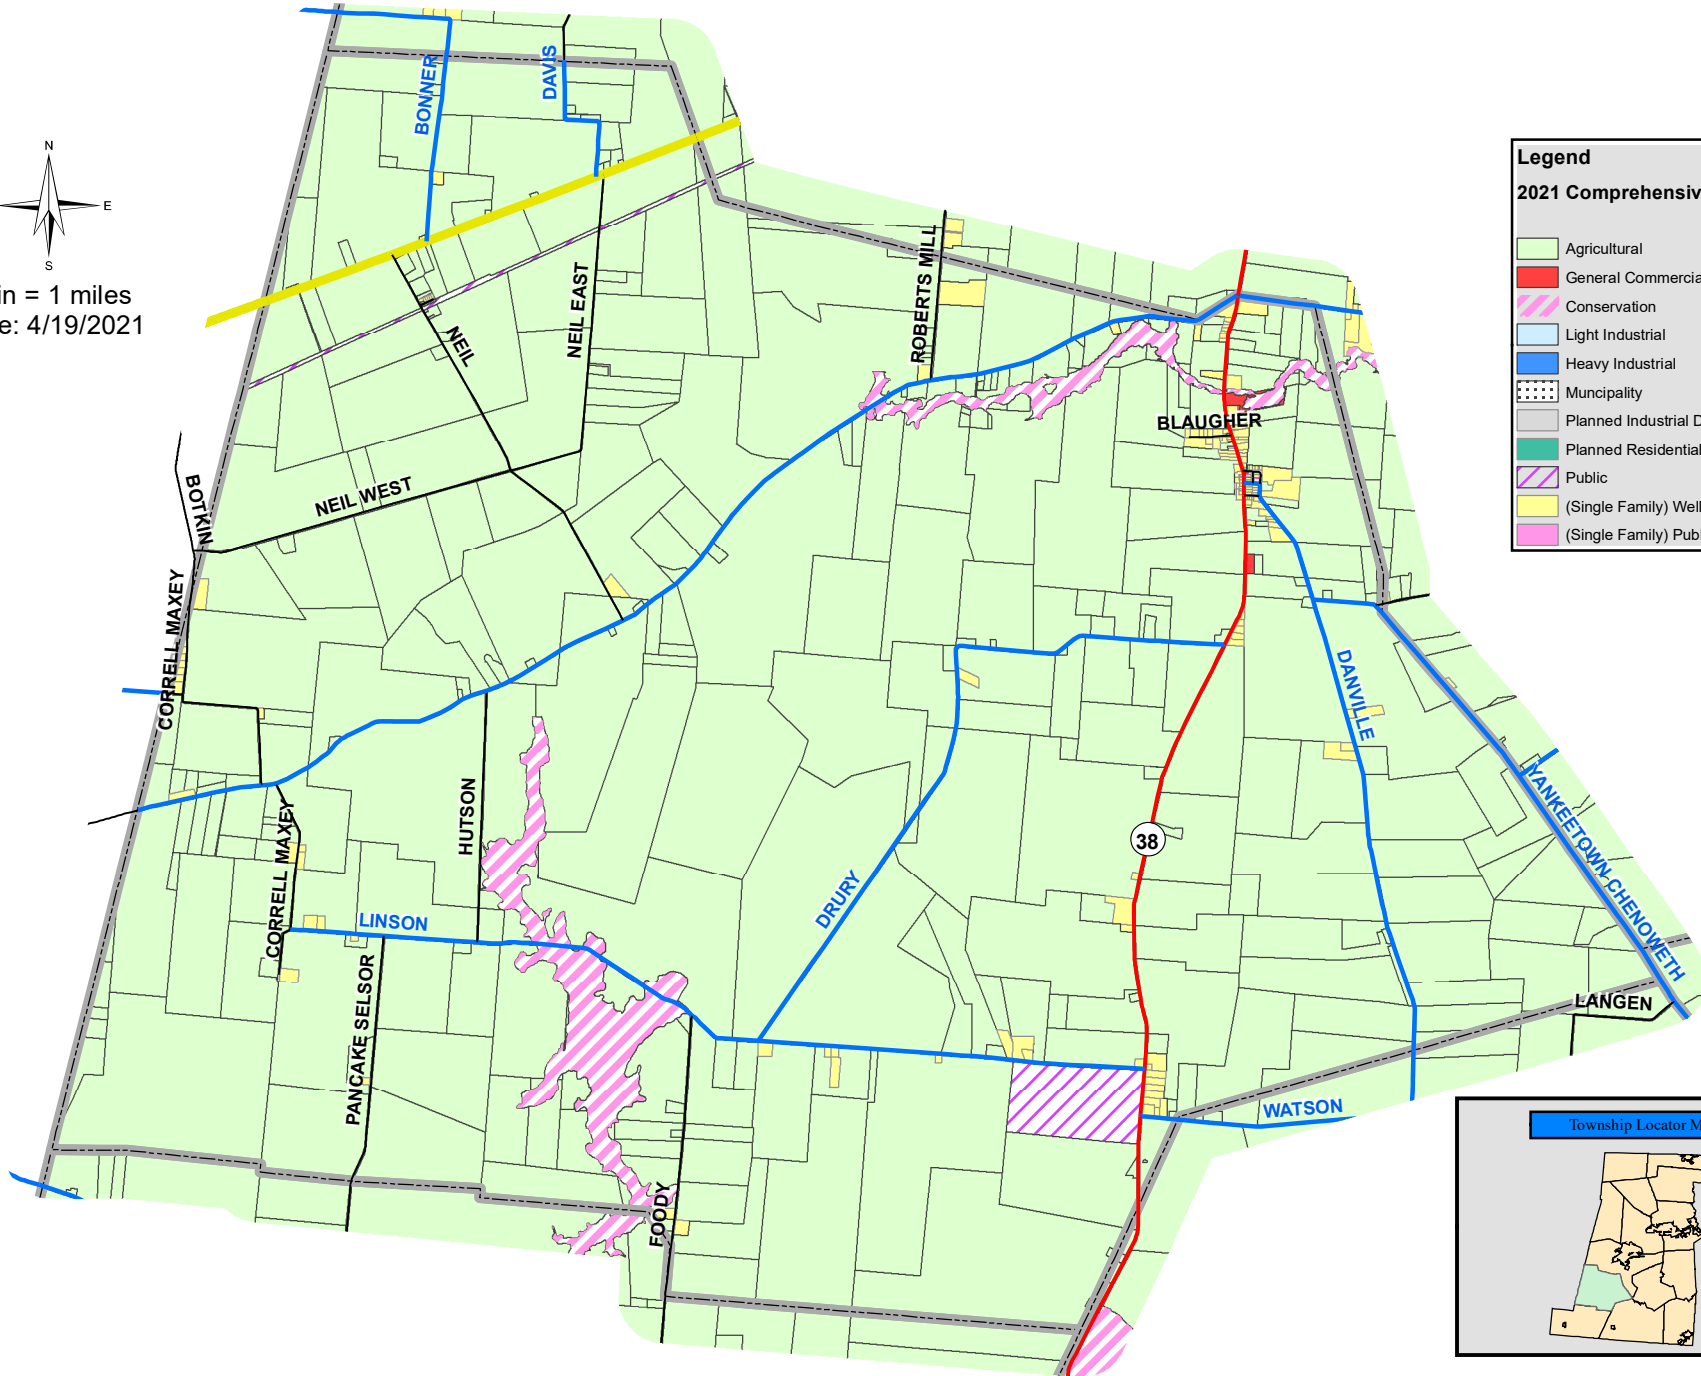 BONNER
DAVIS
N
E
S
in = 1 miles
e: 4/19/2021
NEIL
NEIL EAST
ROBERTS MILL
BLAUGHER
NEIL WEST
BOTKIN
CORRELL MAXEY
HUTSON
CORRELL MAXEY
LINSON
PANCAKE SELSOR
DRURY
38
DANVILLE
YANKEETOWN CHENOWETH
LANGEN
WATSON
FOODY
Legend
2021 Comprehensiv
Agricultural
General Commercia
Conservation
Light Industrial
Heavy Industrial
Muncipality
Planned Industrial D
Planned Residential
Public
(Single Family) Well
(Single Family) Publ
Township Locator M